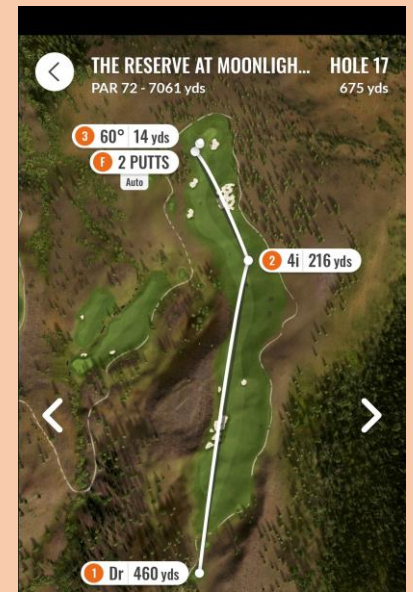 THE RESERVE AT MOONLIGH... HOLE 17
PAR 72 - 7061 yds 675 yds
3 60° 14 yds
F 2 PUTTS
Auto
2 4i 216 yds
1 Dr 460 yds